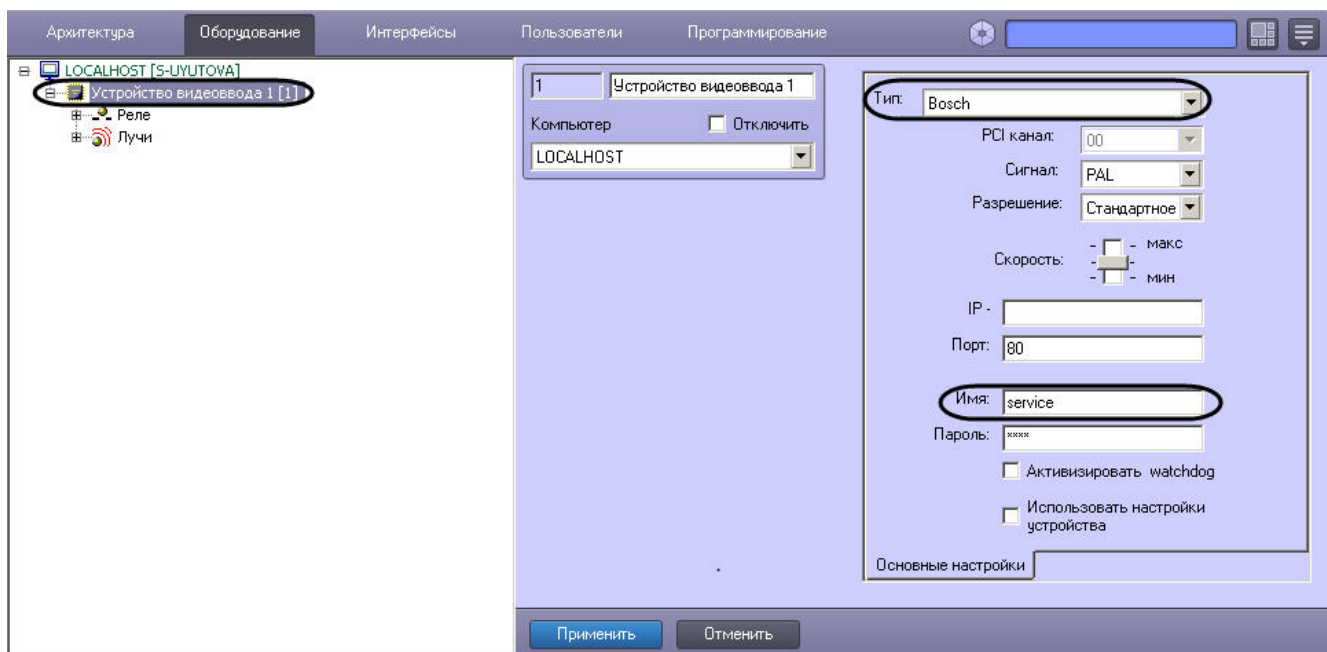 Архитектура Оборудование Интерфейсы Пользователи Программирование
LOCALHOST [S-UYUTOVA]
Устройство видеоввода 1 [1]
Реле
Лучи
1 Устройство видеоввода 1
Компьютер Отключить
LOCALHOST
Тип: Bosch
PCI канал: 00
Сигнал: PAL
Разрешение: Стандартное
Скорость: макс
мин
IP -
Порт: 80
Имя: service
Пароль: ****
Активизировать watchdog
Использовать настройки
устройства
Основные настройки
Применить Отменить